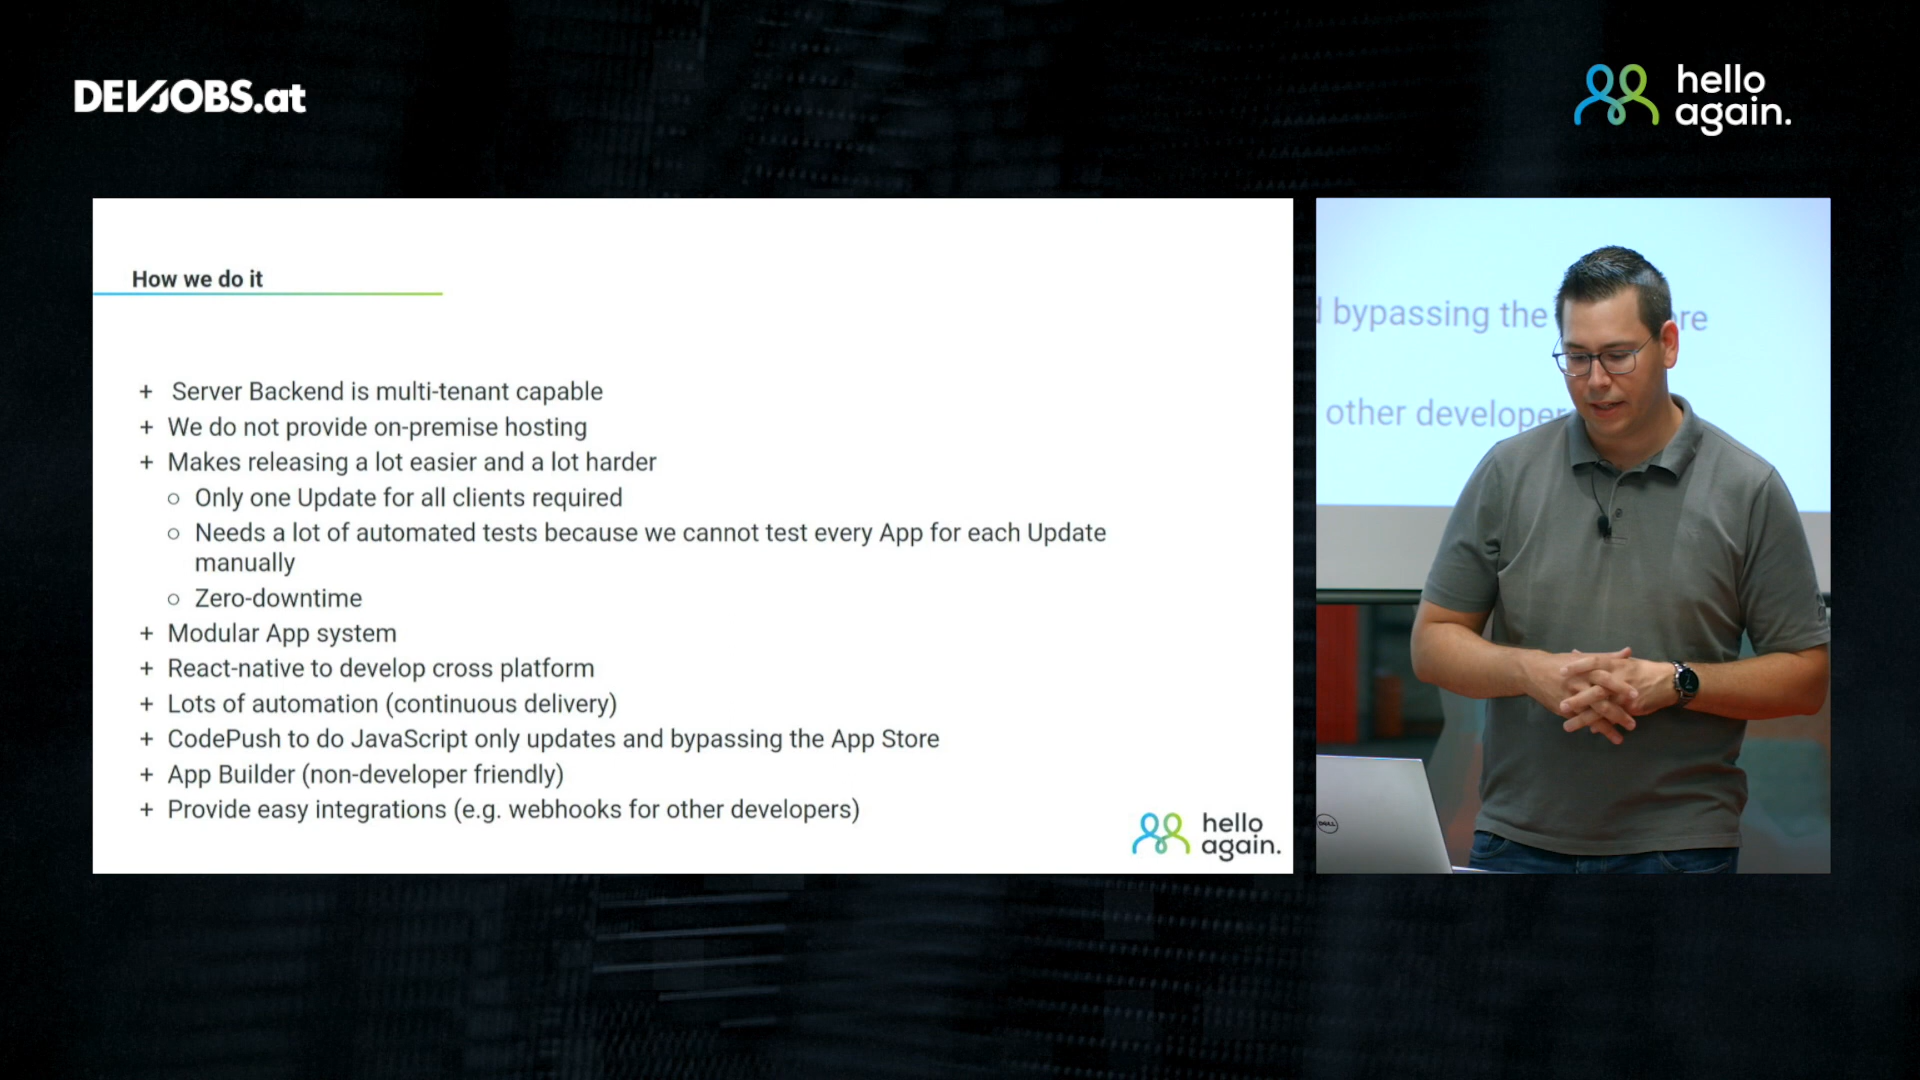 DEVJOBS.at
hello
again.
How we do it
+ Server Backend is multi-tenant capable
+ We do not provide on-premise hosting
+ Makes releasing a lot easier and a lot harder
○ Only one Update for all clients required
○ Needs a lot of automated tests because we cannot test every App for each Update
manually
○ Zero-downtime
+ Modular App system
+ React-native to develop cross platform
+ Lots of automation (continuous delivery)
+ CodePush to do JavaScript only updates and bypassing the App Store
+ App Builder (non-developer friendly)
+ Provide easy integrations (e.g. webhooks for other developers)
hello
again.
bypassing the
other developer
DELL